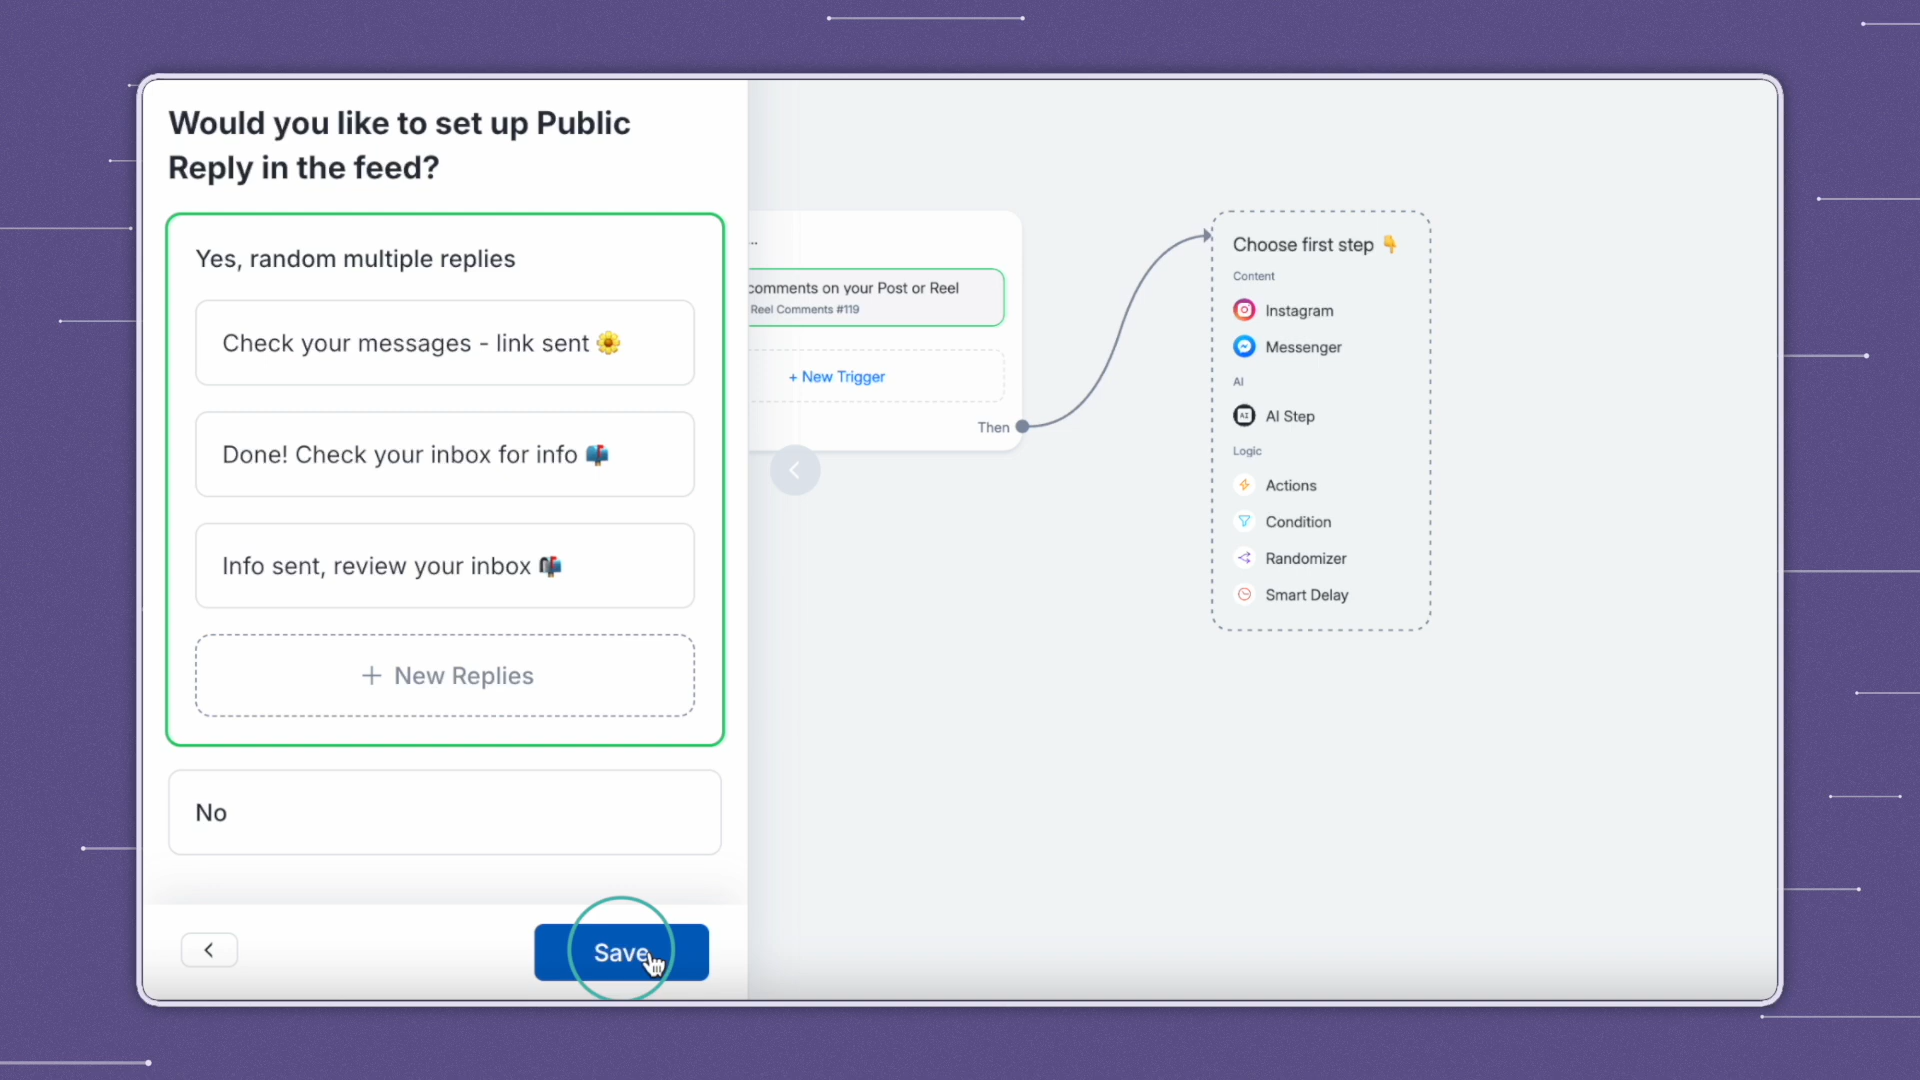 Would you like to set up Public
Reply in the feed?
Yes, random multiple replies
Check your messages - link sent 🌼
Done! Check your inbox for info 📫
Info sent, review your inbox 📬
+ New Replies
No
Save
...
comments on your Post or Reel
Reel Comments #119
+ New Trigger
Then
Choose first step 👇
Content
Instagram
Messenger
AI
AI Step
Logic
Actions
Condition
Randomizer
Smart Delay